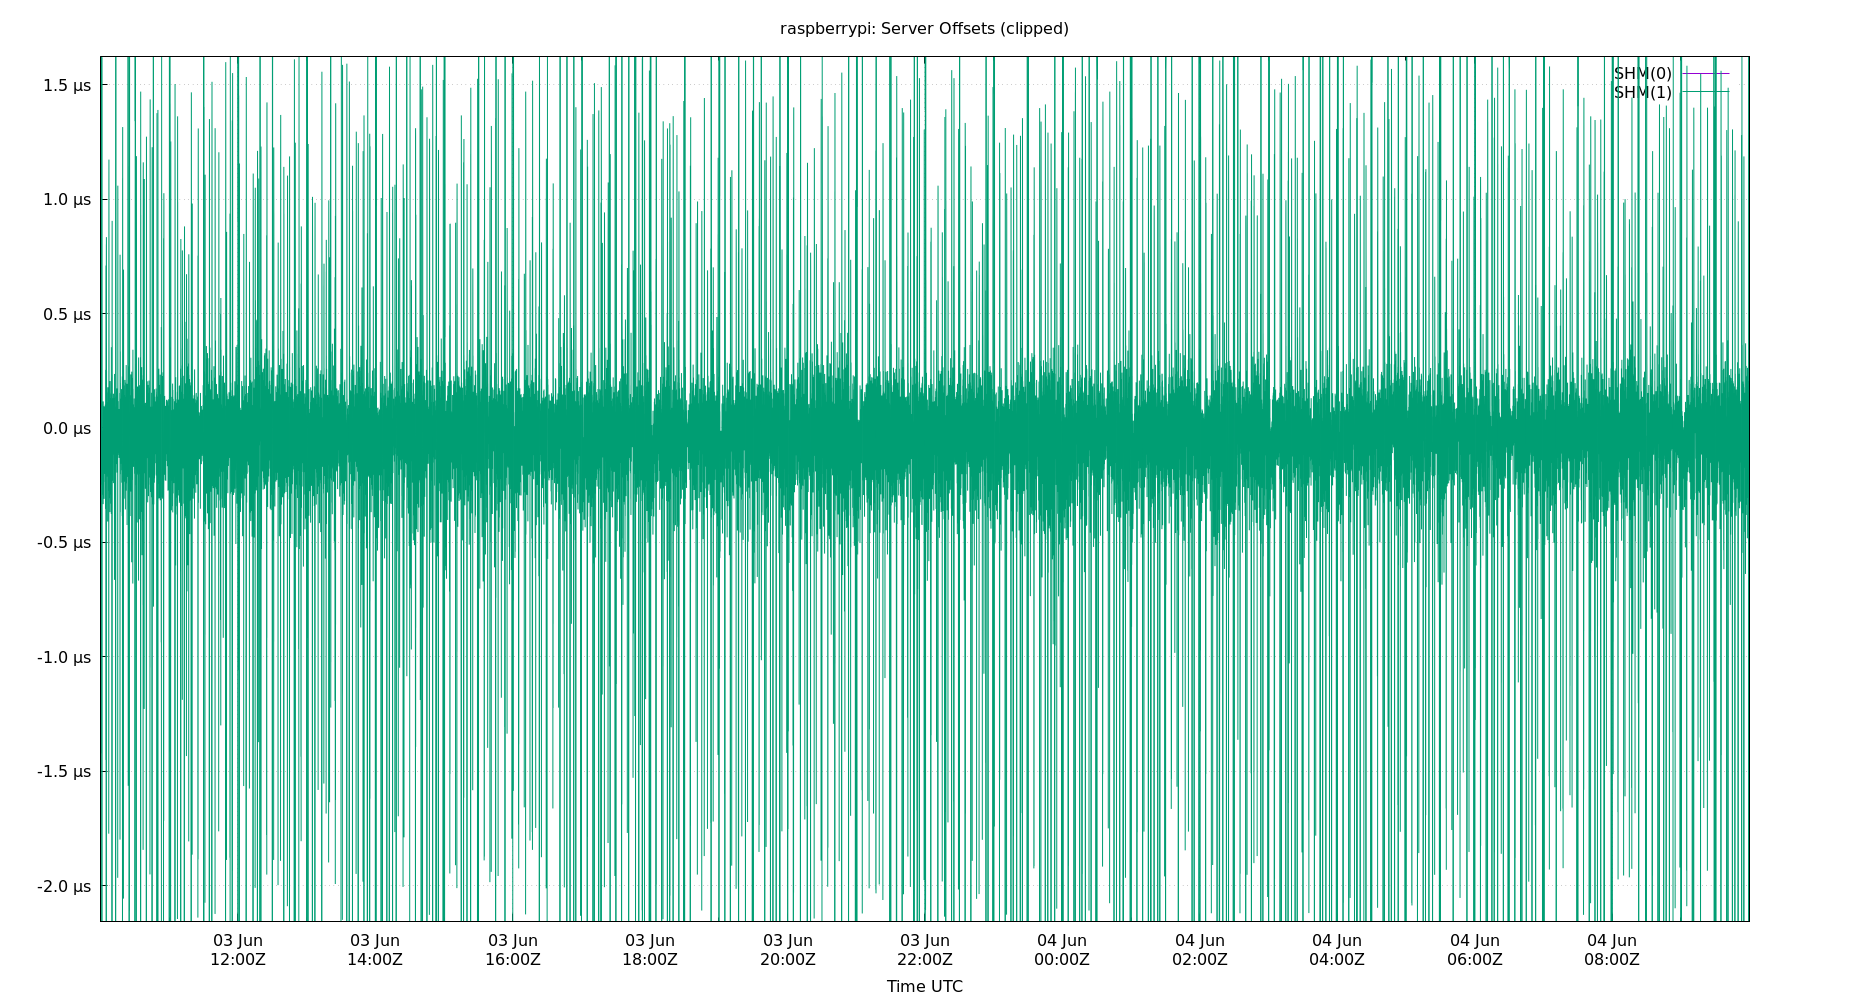 raspberrypi: Server Offsets (clipped)
SHM(0)
SHM(1)
1.5 µs
1.0 µs
0.5 µs
0.0 µs
-0.5 µs
-1.0 µs
-1.5 µs
-2.0 µs
03 Jun 03 Jun 03 Jun 03 Jun 03 Jun 03 Jun 04 Jun 04 Jun 04 Jun 04 Jun 04 Jun
12:00Z 14:00Z 16:00Z 18:00Z 20:00Z 22:00Z 00:00Z 02:00Z 04:00Z 06:00Z 08:00Z
Time UTC